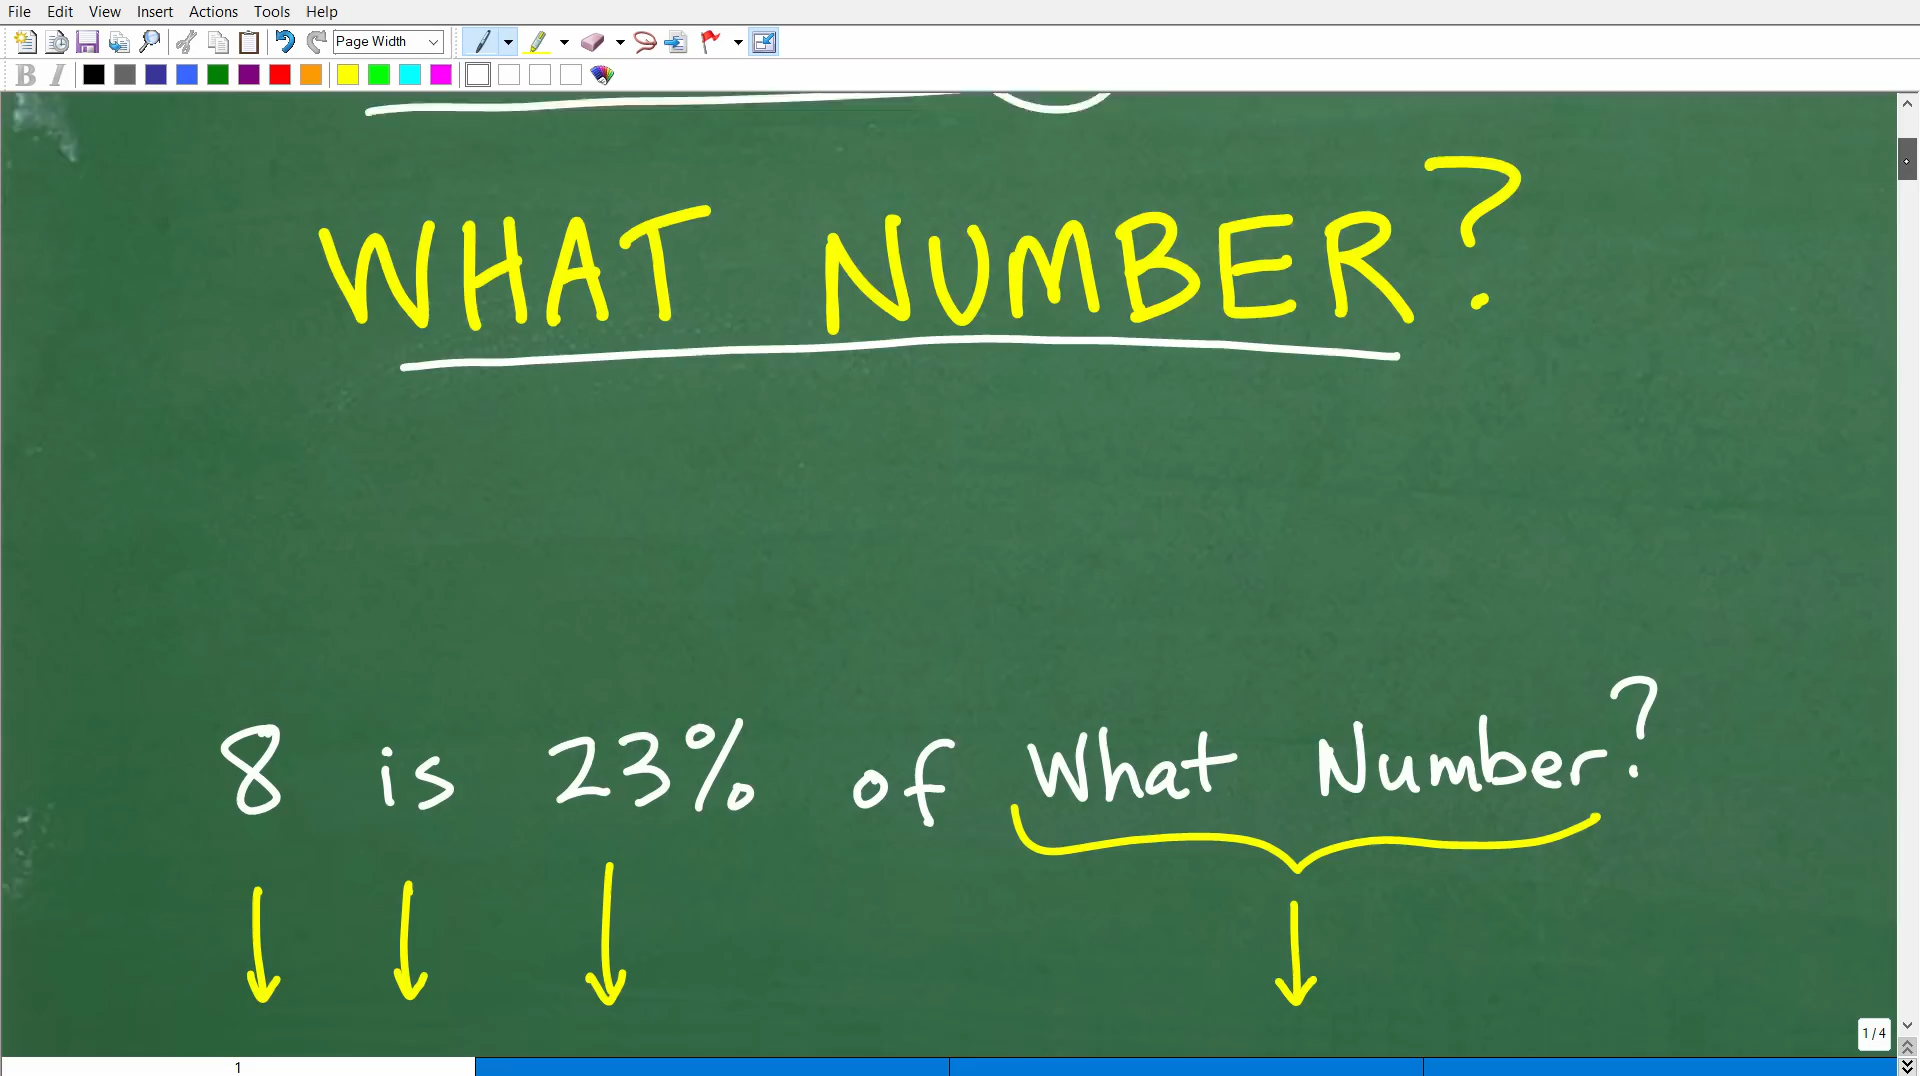 File Edit View Insert Actions Tools Help
Page Width
B I
WHAT NUMBER?
8 is 23% of What Number?
1 / 4
1